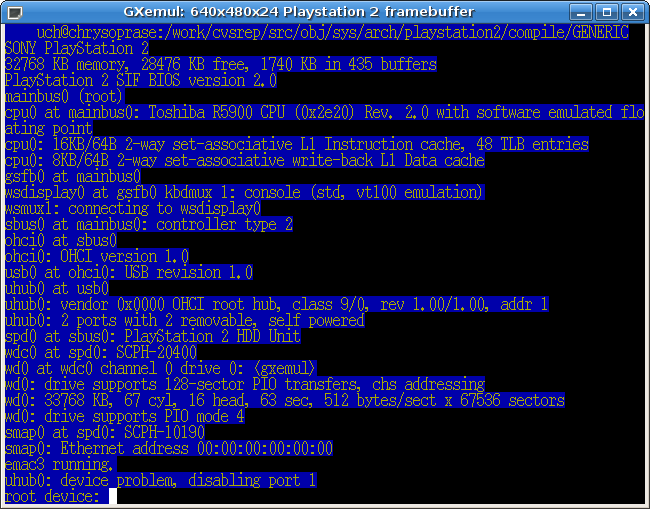 GXemul: 640x480x24 Playstation 2 framebuffer
uch@chrysoprase:/work/cvsrep/src/obj/sys/arch/playstation2/compile/GENERIC
SONY PlayStation 2
32768 KB memory, 28476 KB free, 1740 KB in 435 buffers
PlayStation 2 SIF BIOS version 2.0
mainbus0 (root)
cpu0 at mainbus0: Toshiba R5900 CPU (0x2e20) Rev. 2.0 with software emulated flo
ating point
cpu0: 16KB/64B 2-way set-associative L1 Instruction cache, 48 TLB entries
cpu0: 8KB/64B 2-way set-associative write-back L1 Data cache
gsfb0 at mainbus0
wsdisplay0 at gsfb0 kbdmux 1: console (std, vt100 emulation)
wsmux1: connecting to wsdisplay0
sbus0 at mainbus0: controller type 2
ohci0 at sbus0
ohci0: OHCI version 1.0
usb0 at ohci0: USB revision 1.0
uhub0 at usb0
uhub0: vendor 0x0000 OHCI root hub, class 9/0, rev 1.00/1.00, addr 1
uhub0: 2 ports with 2 removable, self powered
spd0 at sbus0: PlayStation 2 HDD Unit
wdc0 at spd0: SCPH-20400
wd0 at wdc0 channel 0 drive 0: <gxemul>
wd0: drive supports 128-sector PIO transfers, chs addressing
wd0: 33768 KB, 67 cyl, 16 head, 63 sec, 512 bytes/sect x 67536 sectors
wd0: drive supports PIO mode 4
smap0 at spd0: SCPH-10190
smap0: Ethernet address 00:00:00:00:00:00
emac3 running.
uhub0: device problem, disabling port 1
root device: